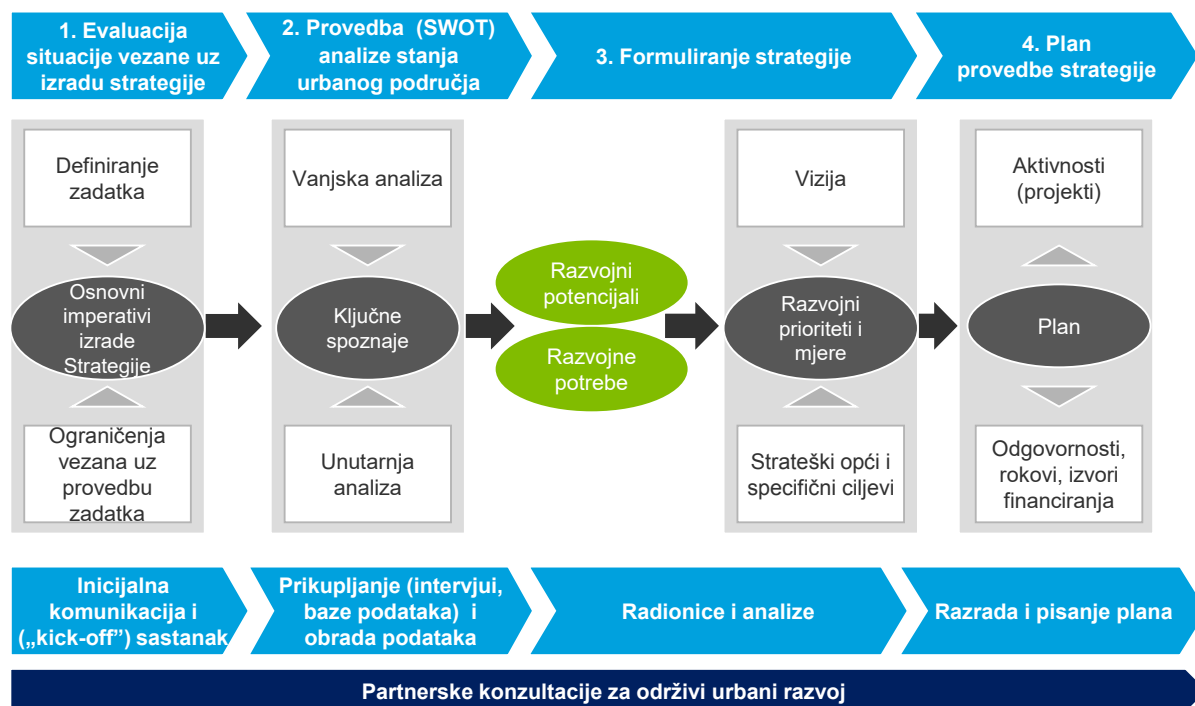 1. Evaluacija
situacije vezane uz
izradu strategije
2. Provedba (SWOT)
analize stanja
urbanog područja
3. Formuliranje strategije
4. Plan
provedbe strategije
Definiranje
zadatka
Osnovni
imperativi
izrade
Strategije
Ograničenja
vezana uz
provedbu
zadatka
Vanjska analiza
Ključne
spoznaje
Unutarnja
analiza
Razvojni
potencijali
Razvojne
potrebe
Vizija
Razvojni
prioriteti i
mjere
Strateški opći i
specifični ciljevi
Aktivnosti
(projekti)
Plan
Odgovornosti,
rokovi, izvori
financiranja
Inicijalna
komunikacija i
(„kick-off”) sastanak
Prikupljanje (intervjui,
baze podataka) i
obrada podataka
Radionice i analize
Razrada i pisanje plana
Partnerske konzultacije za održivi urbani razvoj